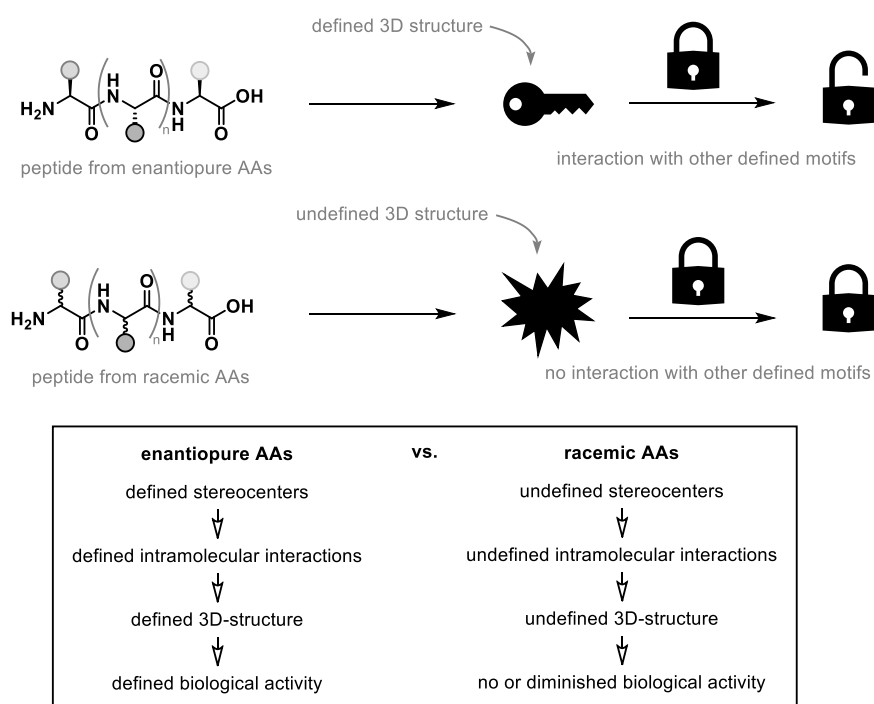 defined 3D structure
H₂N O H N O n N H O OH
peptide from enantiopure AAs
interaction with other defined motifs
undefined 3D structure
H₂N O H N O n N H O OH
peptide from racemic AAs
no interaction with other defined motifs
enantiopure AAs vs. racemic AAs
defined stereocenters undefined stereocenters
defined intramolecular interactions undefined intramolecular interactions
defined 3D-structure undefined 3D-structure
defined biological activity no or diminished biological activity